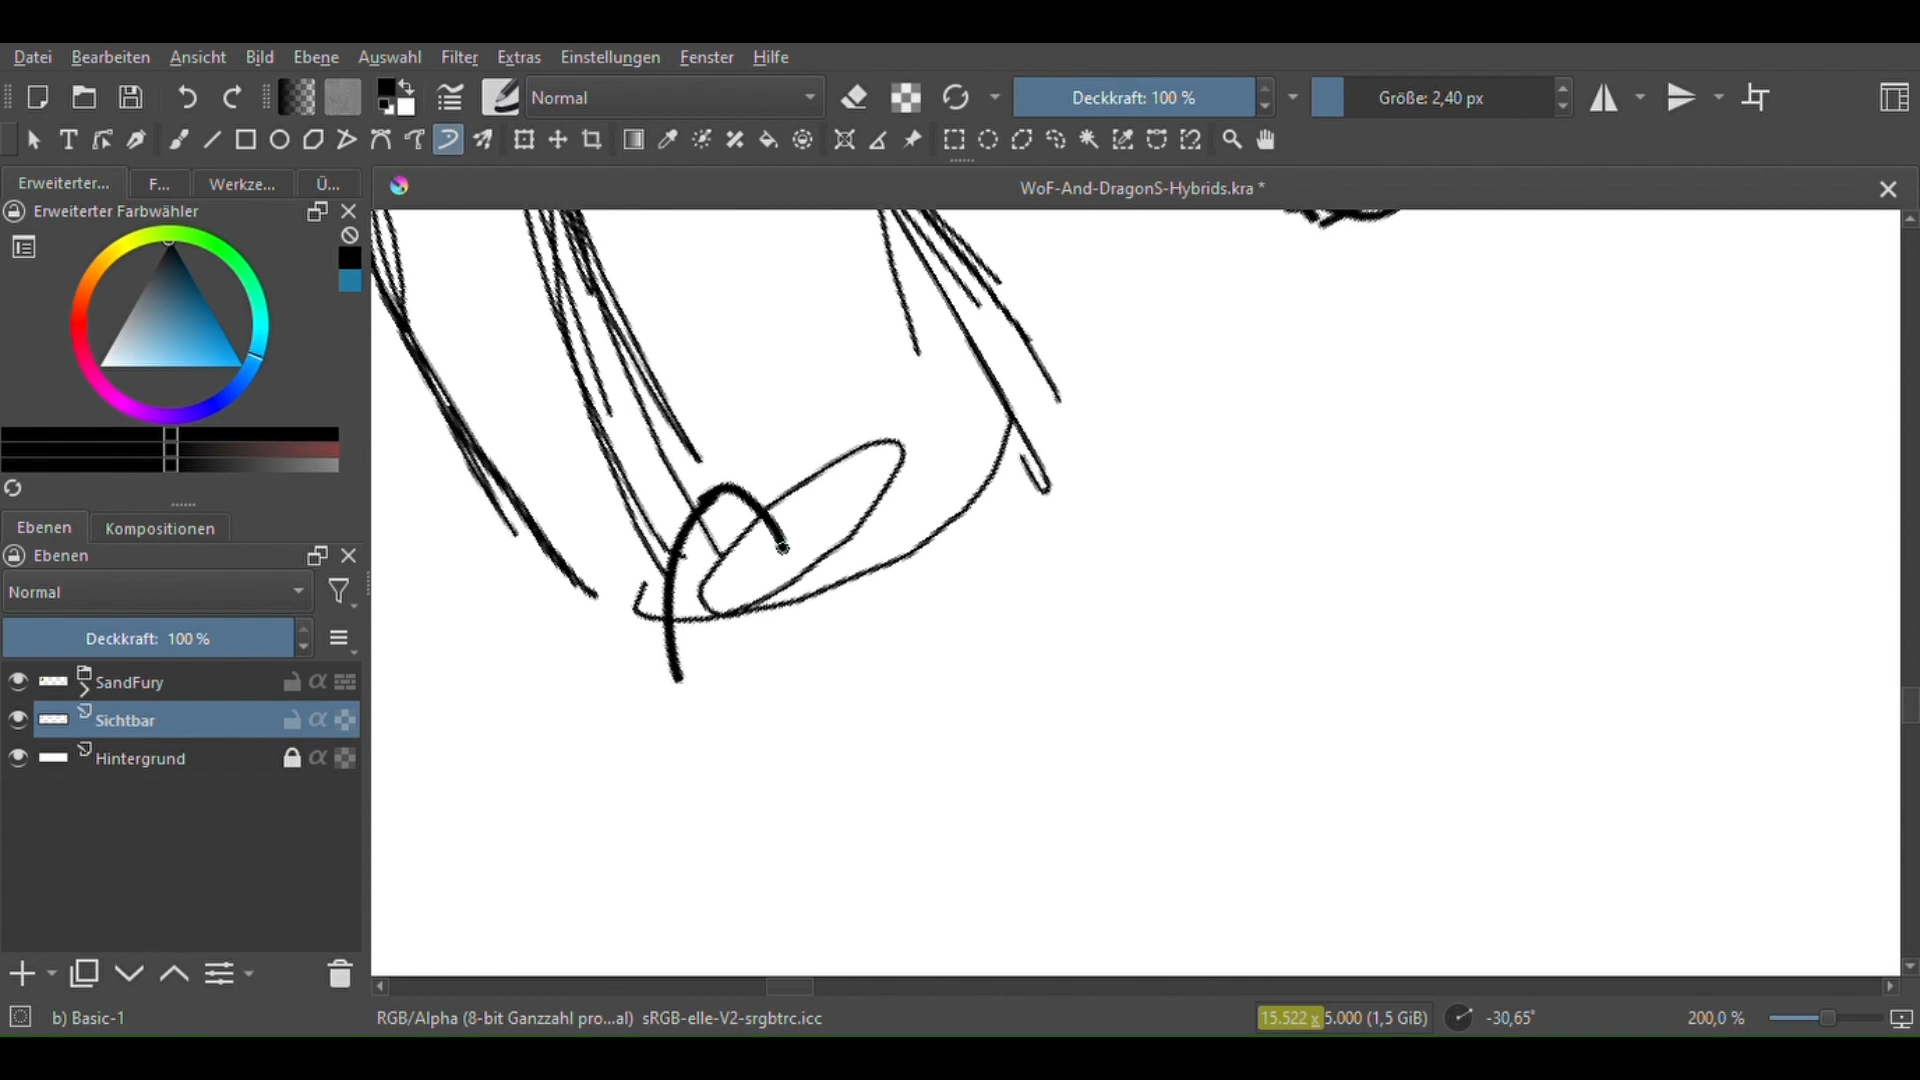 Datei Bearbeiten Ansicht Bild Ebene Auswahl Filter Extras Einstellungen Fenster Hilfe
Normal Deckkraft: 100 % Größe: 2,40 px
Erweiterter... F... Werkze... Ü...
WoF-And-DragonS-Hybrids.kra *
Erweiterter Farbwähler
Ebenen Kompositionen
Ebenen
Normal
Deckkraft: 100 %
SandFury
Sichtbar
Hintergrund
b) Basic-1 RGB/Alpha (8-bit Ganzzahl pro...al) sRGB-elle-V2-srgbtrc.icc 15.522 x 5.000 (1,5 GiB) -30,65° 200,0 %